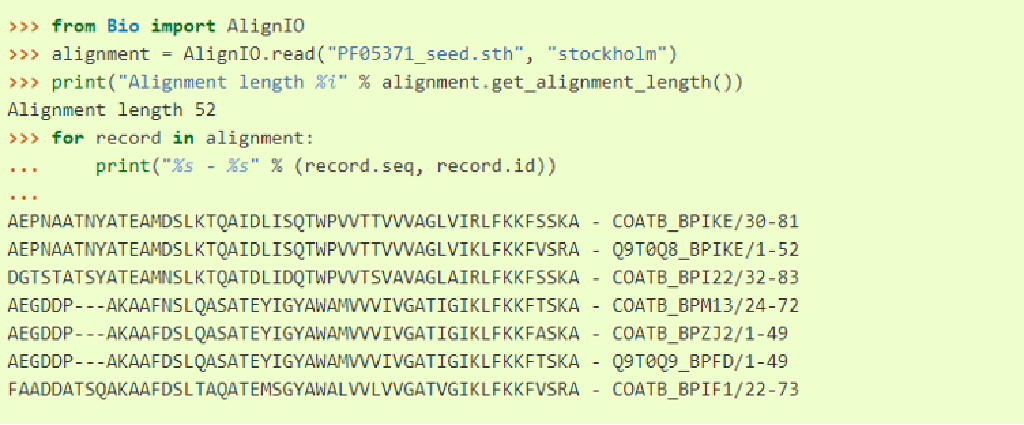 >>> from Bio import AlignIO
>>> alignment = AlignIO.read("PF05371_seed.sth", "stockholm")
>>> print("Alignment length %i" % alignment.get_alignment_length())
Alignment length 52
>>> for record in alignment:
...     print("%s - %s" % (record.seq, record.id))
...
AEPNAATNYATEAMDSLKTQAIDLISQTWPVVTTVVVAGLVIRLFKKFSSKA - COATB_BPIKE/30-81
AEPNAATNYATEAMDSLKTQAIDLISQTWPVVTTVVVAGLVIKLFKKFVSRA - Q9T0Q8_BPIKE/1-52
DGTSTATSYATEAMNSLKTQATDLIDQTWPVVTSVAVAGLAIRLFKKFSSKA - COATB_BPI22/32-83
AEGDDP---AKAAFNSLQASATEYIGYAWAMVVVIVGATIGIKLFKKFTSKA - COATB_BPM13/24-72
AEGDDP---AKAAFDSLQASATEYIGYAWAMVVVIVGATIGIKLFKKFASKA - COATB_BPZJ2/1-49
AEGDDP---AKAAFDSLQASATEYIGYAWAMVVVIVGATIGIKLFKKFTSKA - Q9T0Q9_BPFD/1-49
FAADDATSQAKAAFDSLTAQATEMSGYAWALVVLVVGATVGIKLFKKFVSRA - COATB_BPIF1/22-73